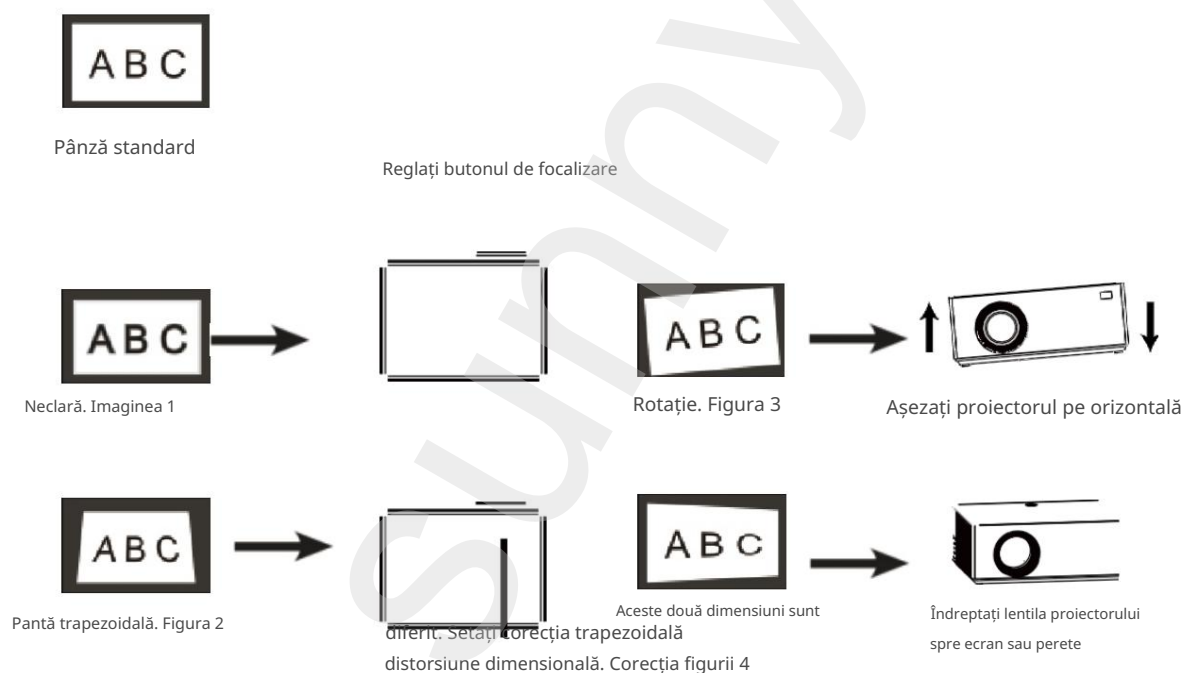 ABC
Pânză standard
Reglați butonul de focalizare
ABC
Neclară. Imaginea 1
ABC
Rotație. Figura 3
Așezați proiectorul pe orizontală
ABC
Pantă trapezoidală. Figura 2
ABC
Aceste două dimensiuni sunt
diferit. Setați corecția trapezoidală
distorsiune dimensională. Corecția figurii 4
Îndreptați lentila proiectorului
spre ecran sau perete
sunny